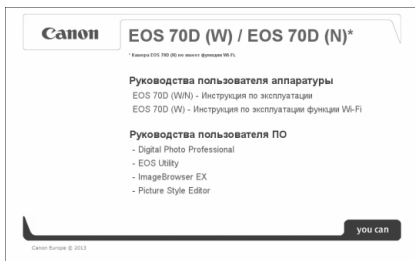 Canon
EOS 70D (W) / EOS 70D (N)*
* Камера EOS 70D (N) не имеет функции Wi-Fi.
Руководства пользователя аппаратуры
EOS 70D (W/N) - Инструкция по эксплуатации
EOS 70D (W) - Инструкция по эксплуатации функции Wi-Fi
Руководства пользователя ПО
- Digital Photo Professional
- EOS Utility
- ImageBrowser EX
- Picture Style Editor
you can
Canon Europe © 2013